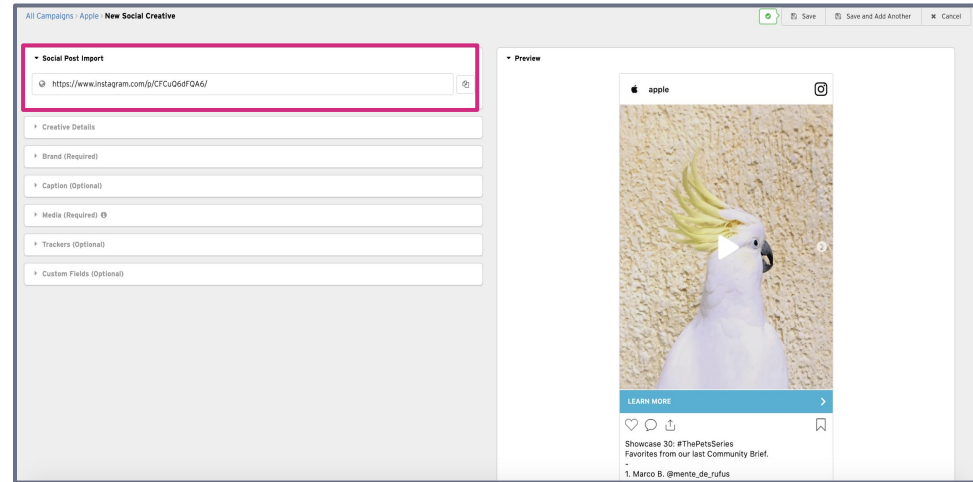 All Campaigns › Apple › New Social Creative
Save
Save and Add Another
Cancel
Social Post Import
https://www.instagram.com/p/CFCuQ6dFQA6/
Creative Details
Brand (Required)
Caption (Optional)
Media (Required)
Trackers (Optional)
Custom Fields (Optional)
Preview
apple
LEARN MORE
Showcase 30: #ThePetsSeries
Favorites from our last Community Brief.
-
1. Marco B. @mente_de_rufus